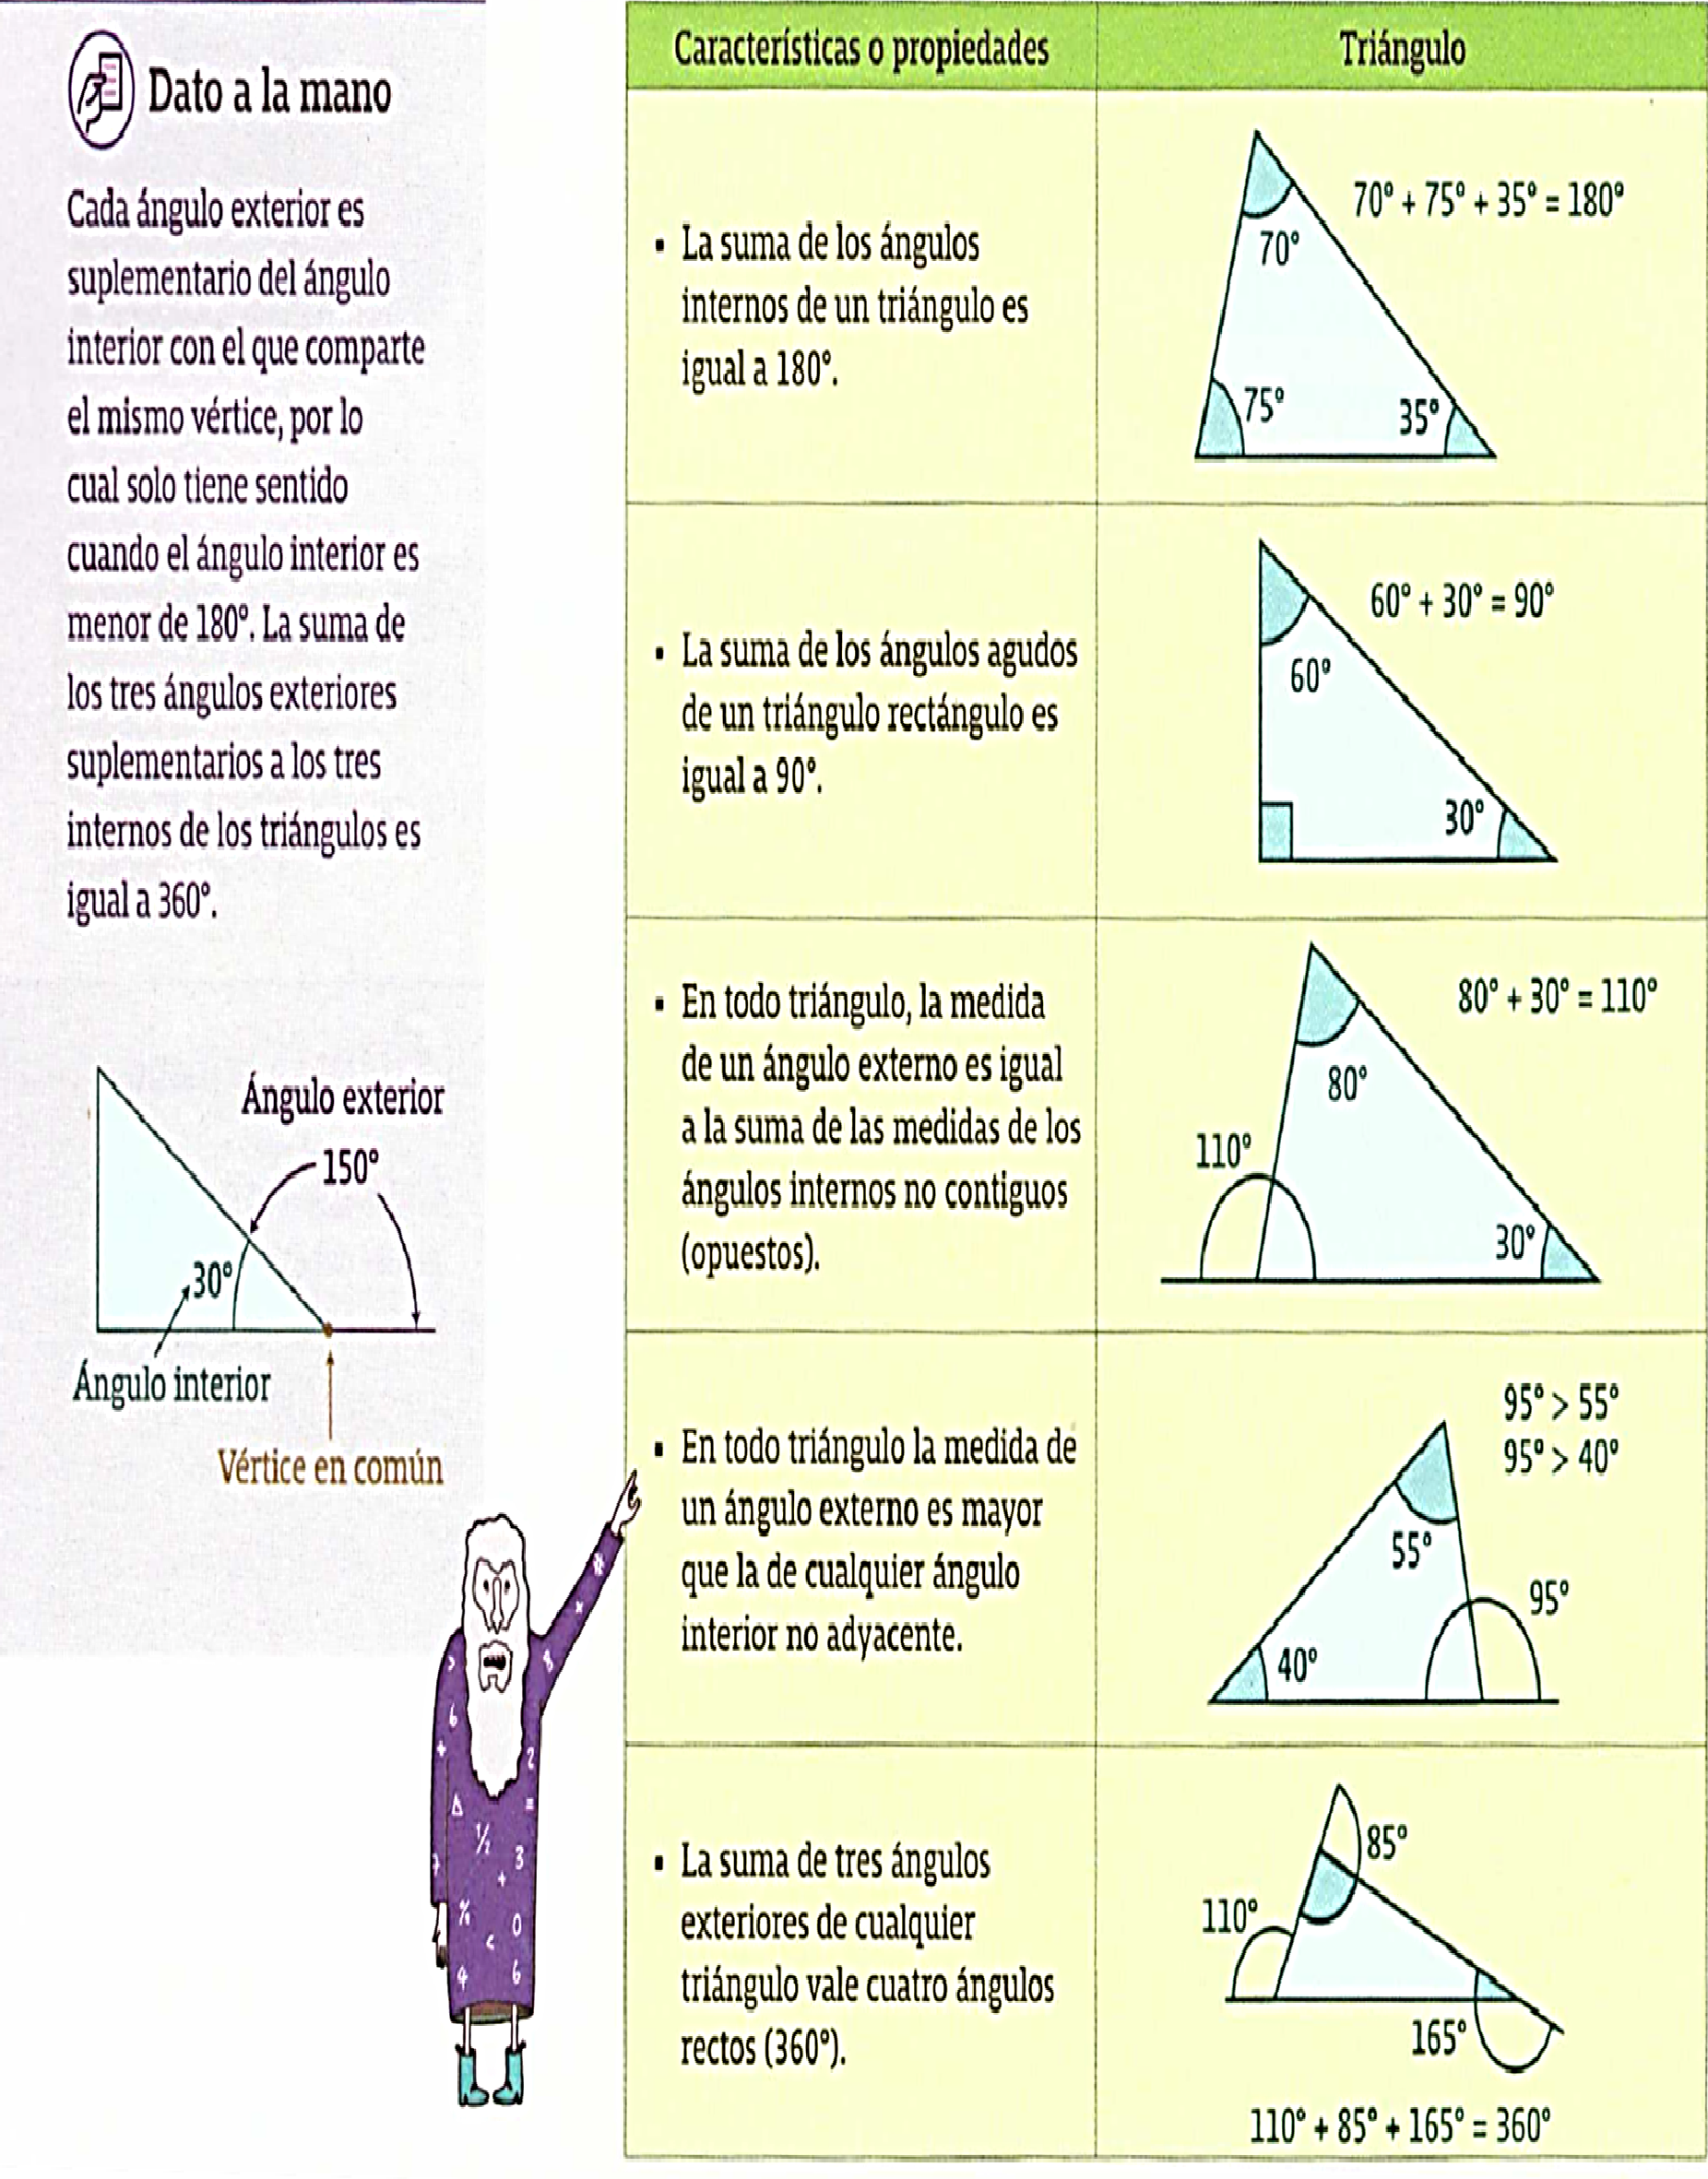 Dato a la mano
Cada ángulo exterior es
suplementario del ángulo
interior con el que comparte
el mismo vértice, por lo
cual solo tiene sentido
cuando el ángulo interior es
menor de 180°. La suma de
los tres ángulos exteriores
suplementarios a los tres
internos de los triángulos es
igual a 360°.
Ángulo exterior
150°
30°
Ángulo interior
Vértice en común
Características o propiedades
Triángulo
▪ La suma de los ángulos
internos de un triángulo es
igual a 180°.
70° + 75° + 35° = 180°
70°
75°
35°
▪ La suma de los ángulos agudos
de un triángulo rectángulo es
igual a 90°.
60° + 30° = 90°
60°
30°
▪ En todo triángulo, la medida
de un ángulo externo es igual
a la suma de las medidas de los
ángulos internos no contiguos
(opuestos).
80° + 30° = 110°
80°
110°
30°
▪ En todo triángulo la medida de
un ángulo externo es mayor
que la de cualquier ángulo
interior no adyacente.
95° > 55°
95° > 40°
55°
95°
40°
▪ La suma de tres ángulos
exteriores de cualquier
triángulo vale cuatro ángulos
rectos (360°).
85°
110°
165°
110° + 85° + 165° = 360°